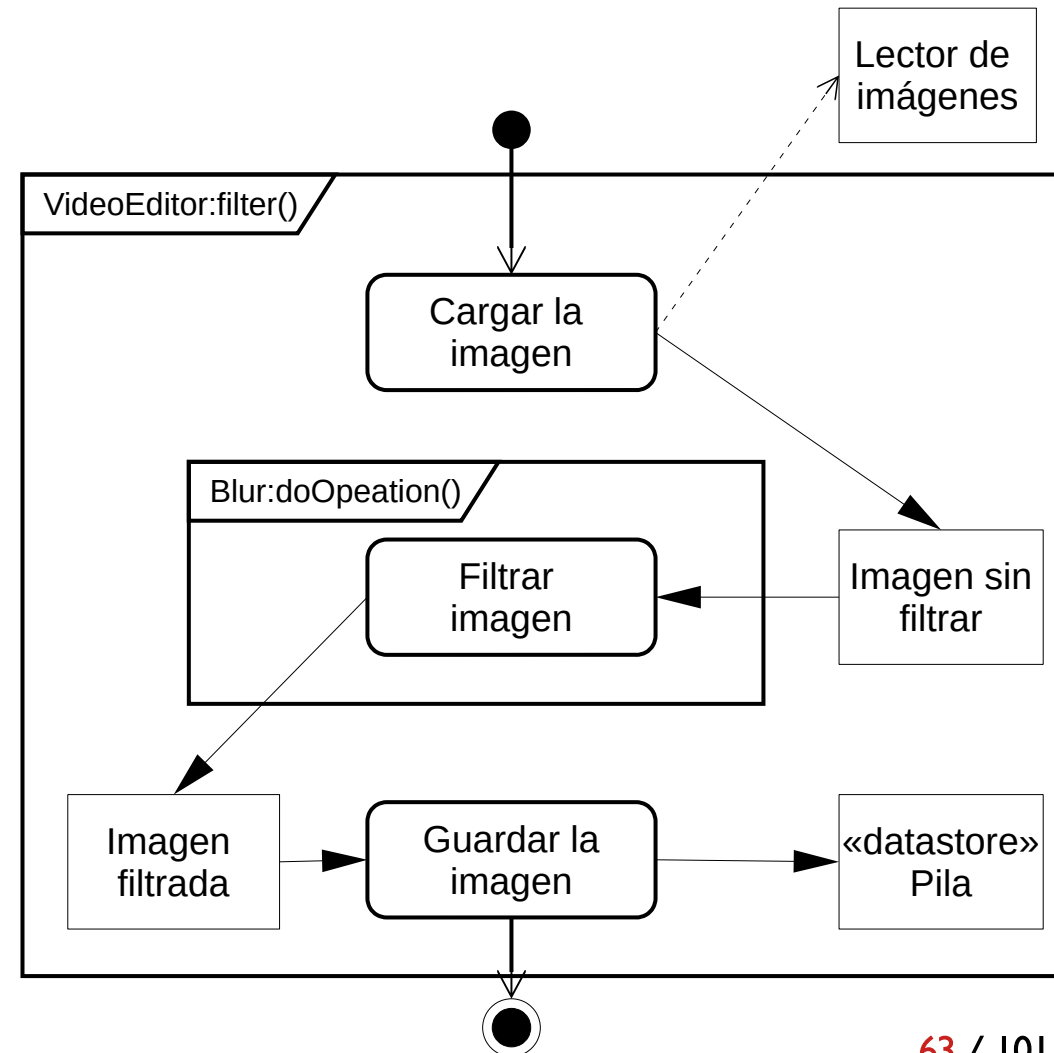 Lector de
imágenes
VideoEditor:filter()
Cargar la
imagen
Blur:doOpeation()
Filtrar
imagen
Imagen sin
filtrar
Imagen
filtrada
Guardar la
imagen
«datastore»
Pila
63 / 101